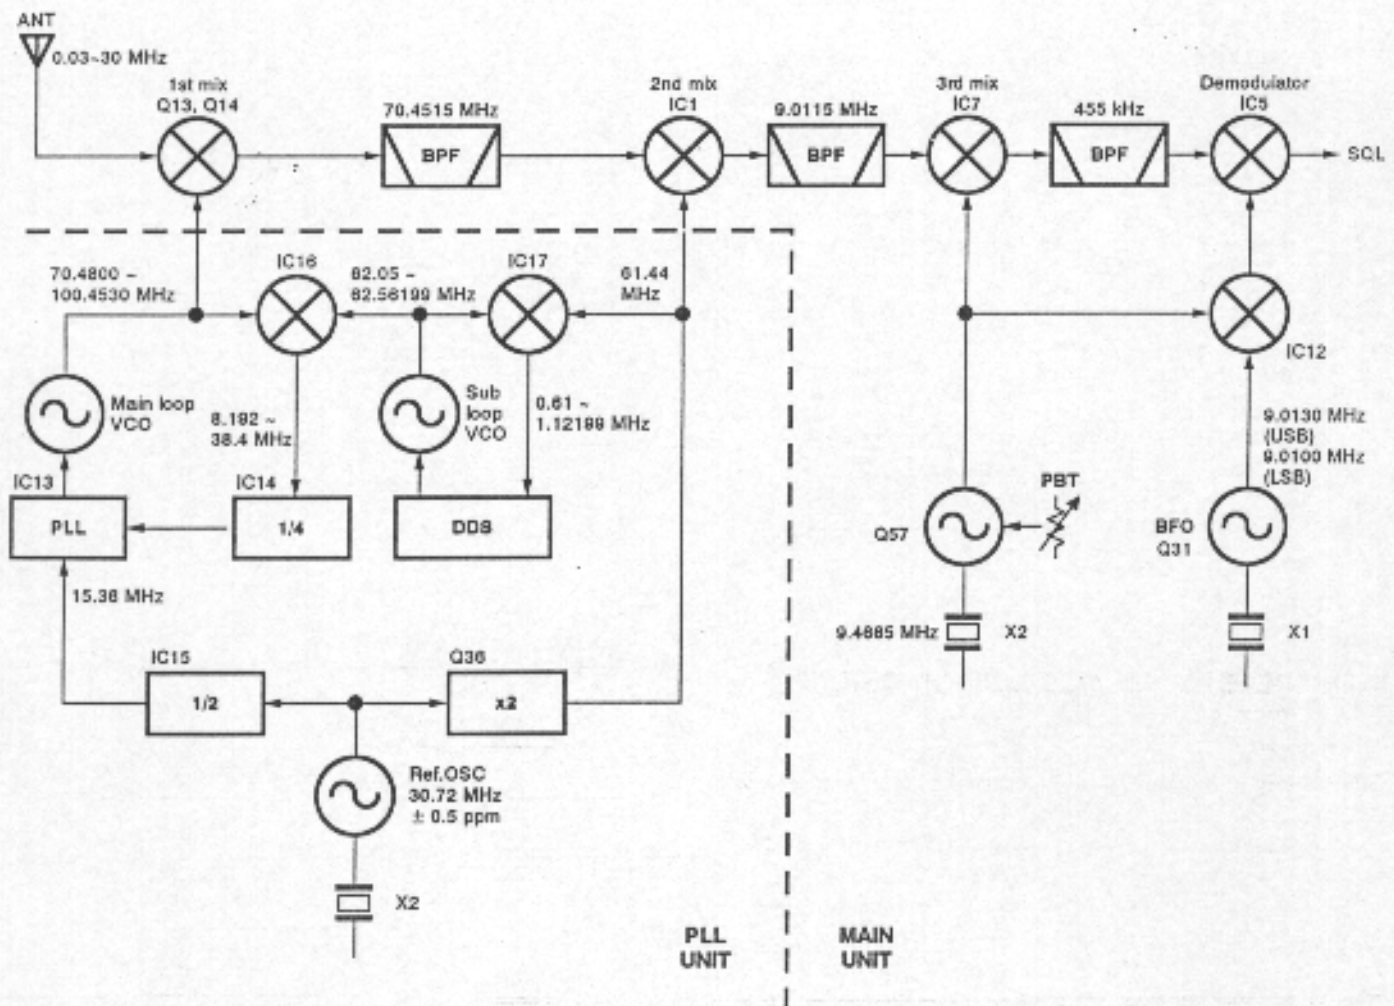 ANT
0.03~30 MHz
1st mix
Q13, Q14
70.4515 MHz
BPF
2nd mix
IC1
9.0115 MHz
BPF
3rd mix
IC7
455 kHz
BPF
Demodulator
IC5
SQL
70.4800 ~
100.4530 MHz
IC16
62.05 ~
62.56199 MHz
IC17
61.44
MHz
IC12
Main loop
VCO
8.192 ~
38.4 MHz
Sub
loop
VCO
0.61 ~
1.12199 MHz
9.0130 MHz
(USB)
9.0100 MHz
(LSB)
IC13
PLL
IC14
1/4
DDS
Q57
PBT
BFO
Q31
15.36 MHz
9.4665 MHz
X2
X1
IC15
1/2
Q36
x2
Ref.OSC
30.72 MHz
± 0.5 ppm
X2
PLL
UNIT
MAIN
UNIT